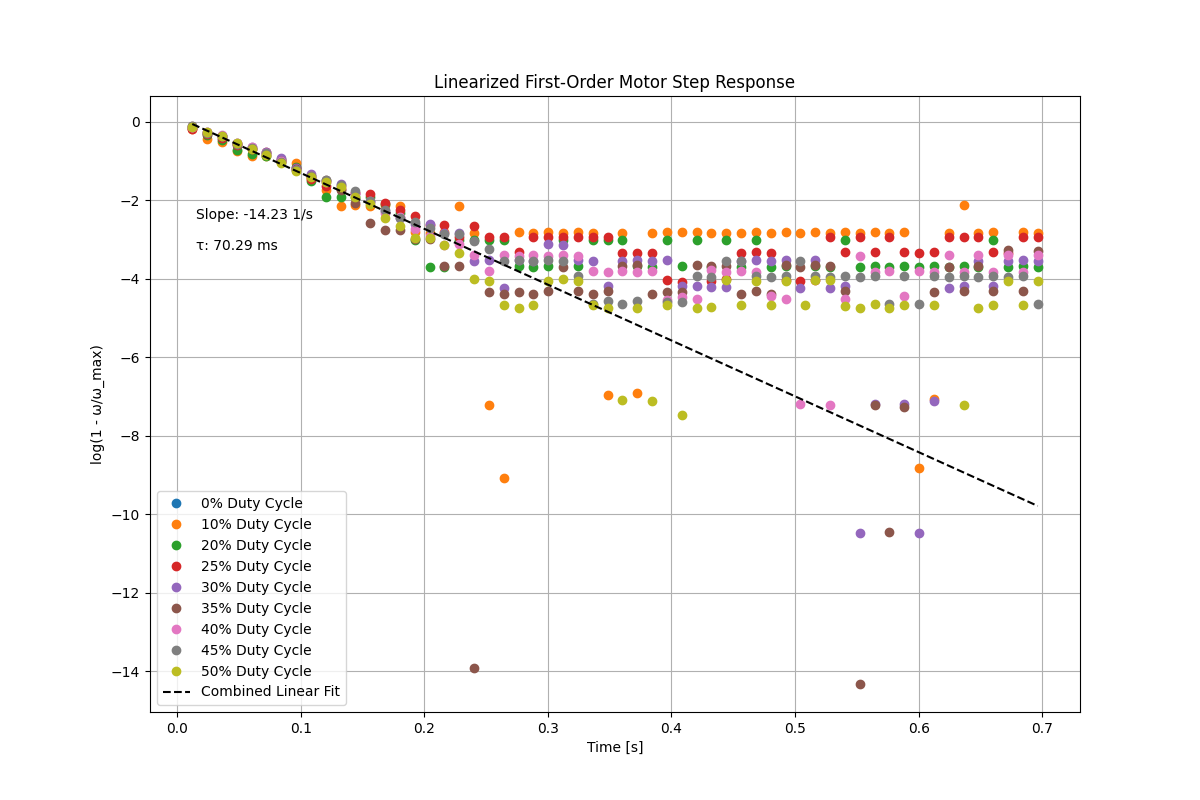 Linearized First-Order Motor Step Response
log(1 - ω/ω_max)
0
−2
−4
−6
−8
−10
−12
−14
Slope: -14.23 1/s
τ: 70.29 ms
0% Duty Cycle
10% Duty Cycle
20% Duty Cycle
25% Duty Cycle
30% Duty Cycle
35% Duty Cycle
40% Duty Cycle
45% Duty Cycle
50% Duty Cycle
Combined Linear Fit
0.0 0.1 0.2 0.3 0.4 0.5 0.6 0.7
Time [s]